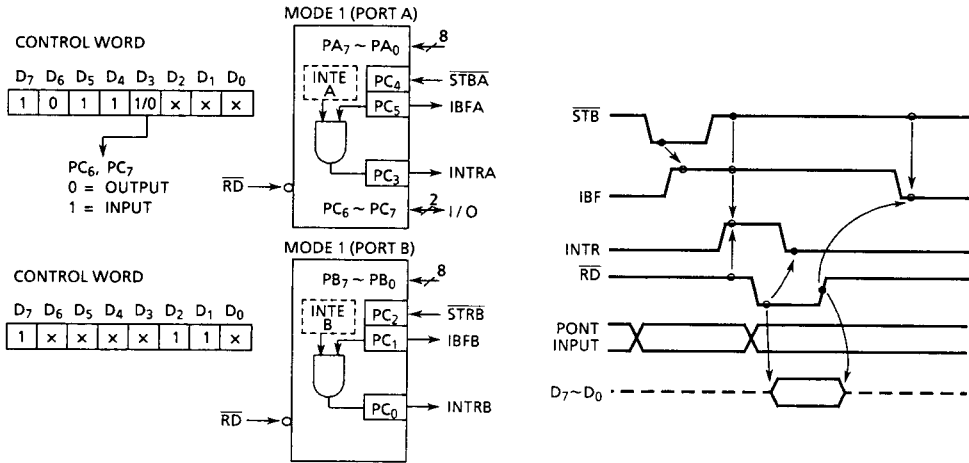 MODE 1 (PORT A)
CONTROL WORD
D7 D6 D5 D4 D3 D2 D1 D0
1 0 1 1 1/0 × × ×
PC6, PC7
0 = OUTPUT
1 = INPUT
PA7 ~ PA0
8
INTE
A
PC4
STBA
PC5
IBFA
PC3
INTRA
RD
PC6 ~ PC7
2
I/O
MODE 1 (PORT B)
CONTROL WORD
D7 D6 D5 D4 D3 D2 D1 D0
1 × × × × 1 1 ×
PB7 ~ PB0
8
INTE
B
PC2
STRB
PC1
IBFB
PC0
INTRB
RD
STB
IBF
INTR
RD
PONT
INPUT
D7~D0